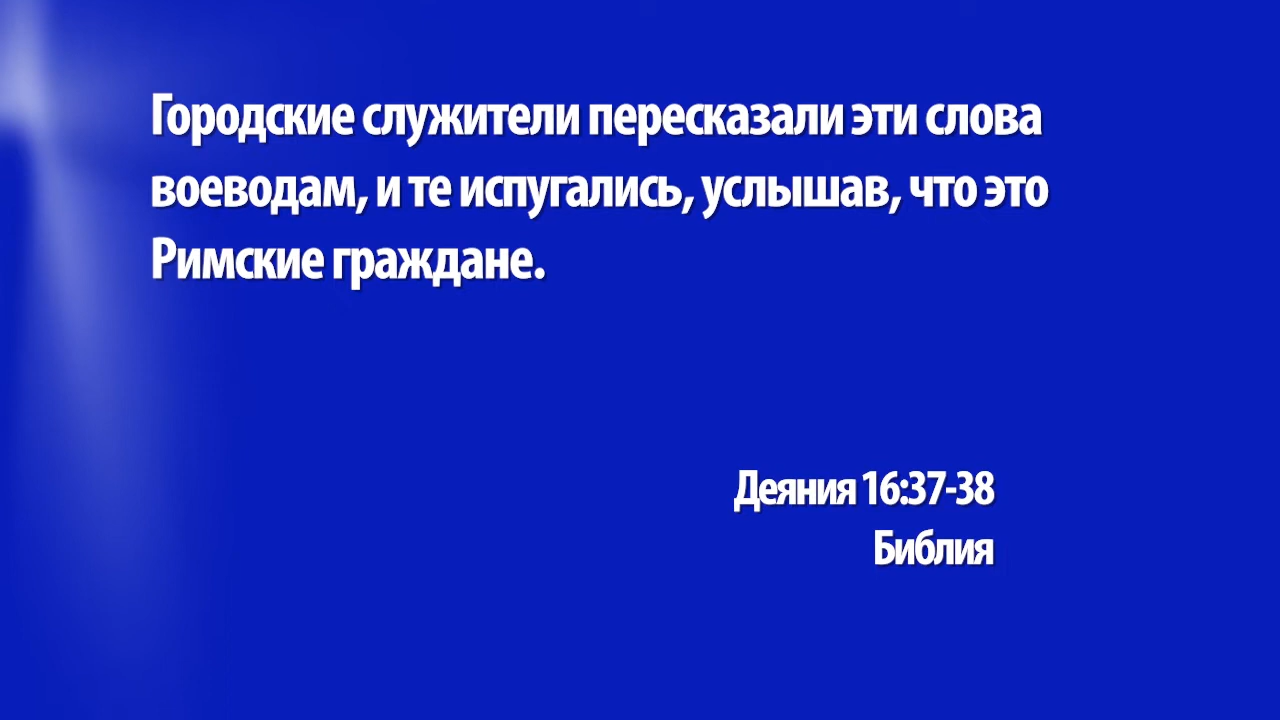 Городские служители пересказали эти слова
воеводам, и те испугались, услышав, что это
Римские граждане.
Деяния 16:37-38
Библия